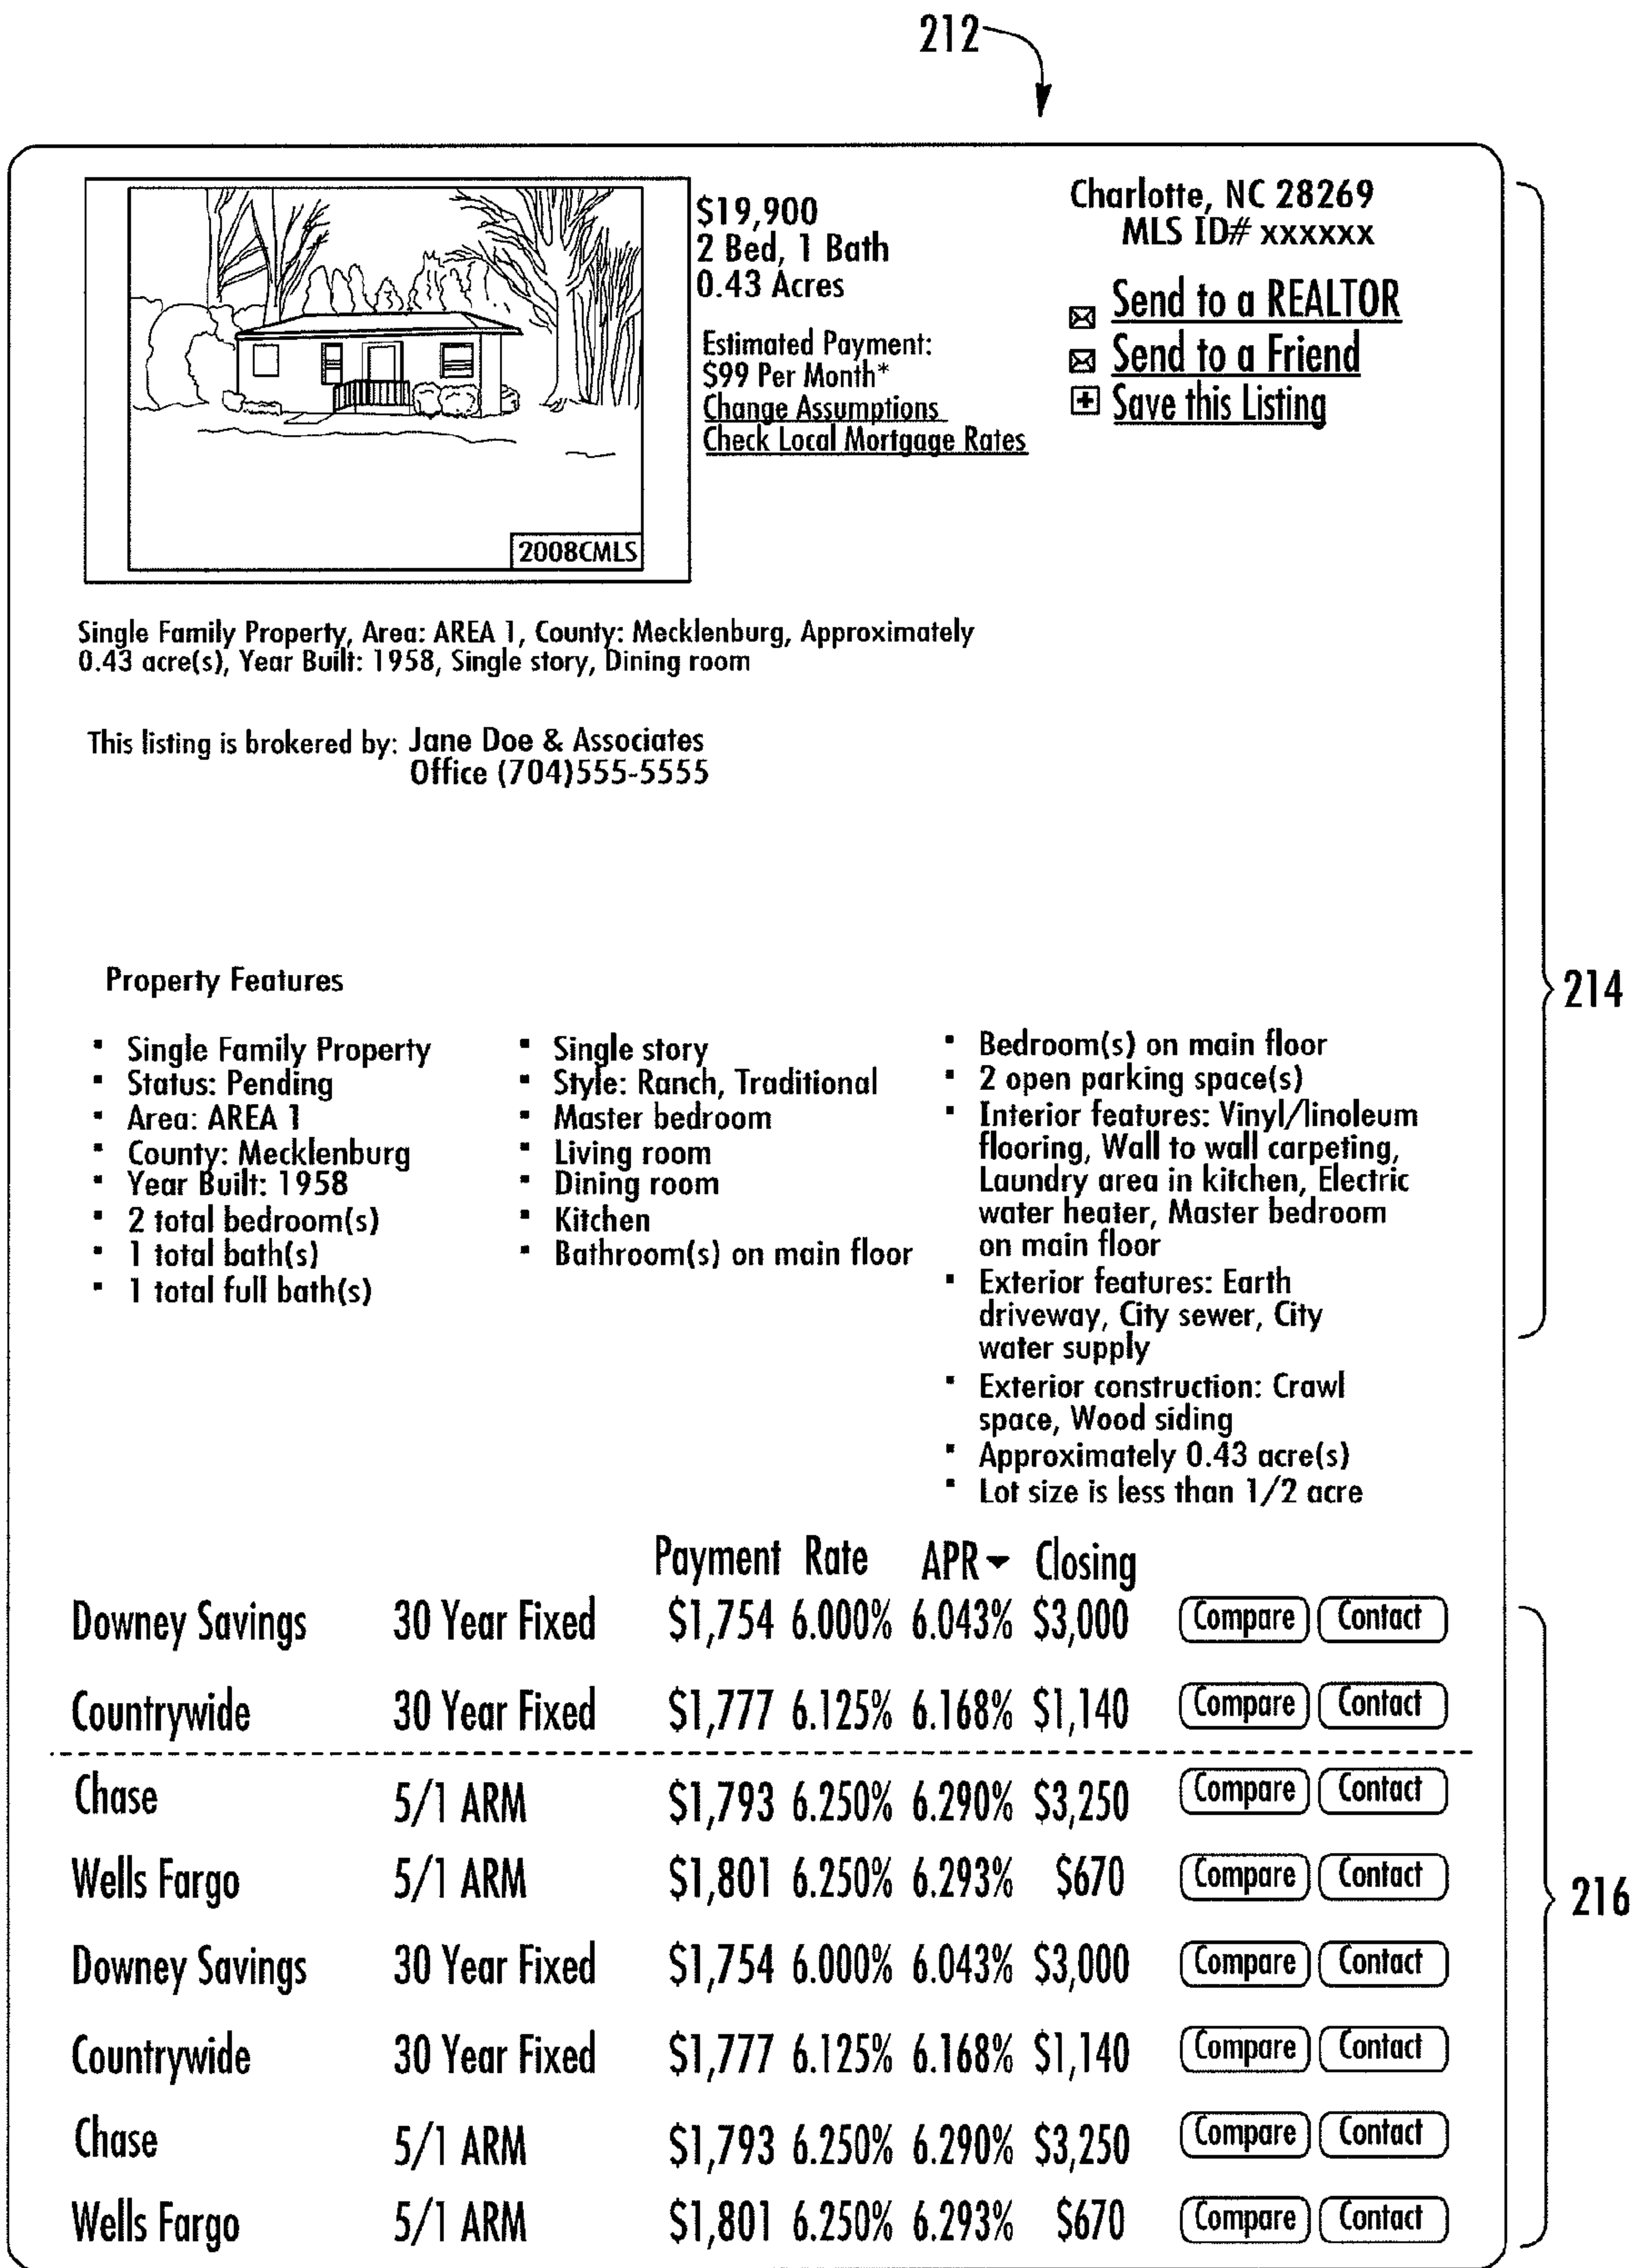 212
$19,900
2 Bed, 1 Bath
0.43 Acres
Estimated Payment:
$99 Per Month*
Change Assumptions
Check Local Mortgage Rates
Charlotte, NC 28269
MLS ID# xxxxxx
Send to a REALTOR
Send to a Friend
Save this Listing
2008CMLS
Single Family Property, Area: AREA 1, County: Mecklenburg, Approximately
0.43 acre(s), Year Built: 1958, Single story, Dining room
This listing is brokered by: Jane Doe & Associates
Office (704)555-5555
214
Property Features
▪ Single Family Property
▪ Status: Pending
▪ Area: AREA 1
▪ County: Mecklenburg
▪ Year Built: 1958
▪ 2 total bedroom(s)
▪ 1 total bath(s)
▪ 1 total full bath(s)
▪ Single story
▪ Style: Ranch, Traditional
▪ Master bedroom
▪ Living room
▪ Dining room
▪ Kitchen
▪ Bathroom(s) on main floor
▪ Bedroom(s) on main floor
▪ 2 open parking space(s)
▪ Interior features: Vinyl/linoleum
flooring, Wall to wall carpeting,
Laundry area in kitchen, Electric
water heater, Master bedroom
on main floor
▪ Exterior features: Earth
driveway, City sewer, City
water supply
▪ Exterior construction: Crawl
space, Wood siding
▪ Approximately 0.43 acre(s)
▪ Lot size is less than 1/2 acre
Payment Rate APR Closing
Downey Savings 30 Year Fixed $1,754 6.000% 6.043% $3,000 Compare Contact
Countrywide 30 Year Fixed $1,777 6.125% 6.168% $1,140 Compare Contact
Chase 5/1 ARM $1,793 6.250% 6.290% $3,250 Compare Contact
Wells Fargo 5/1 ARM $1,801 6.250% 6.293% $670 Compare Contact
216
Downey Savings 30 Year Fixed $1,754 6.000% 6.043% $3,000 Compare Contact
Countrywide 30 Year Fixed $1,777 6.125% 6.168% $1,140 Compare Contact
Chase 5/1 ARM $1,793 6.250% 6.290% $3,250 Compare Contact
Wells Fargo 5/1 ARM $1,801 6.250% 6.293% $670 Compare Contact